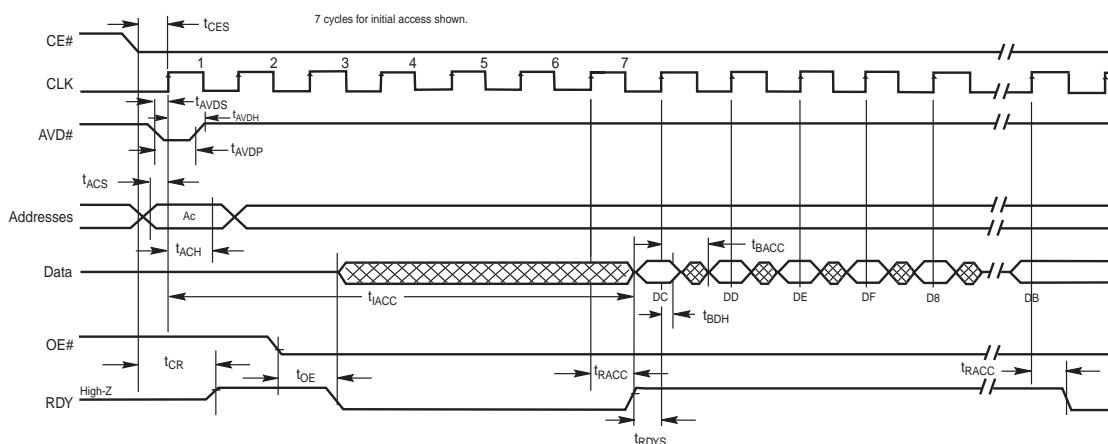 7 cycles for initial access shown.
tCES
CE#
1 2 3 4 5 6 7
CLK
tAVDS
tAVDH
AVD#
tAVDP
tACS
Addresses
Ac
tACH
tBACC
Data
DC DD DE DF D8 DB
tIACC
tBDH
OE#
tCR
tOE
tRACC
tRACC
High-Z
RDY
tRDYS